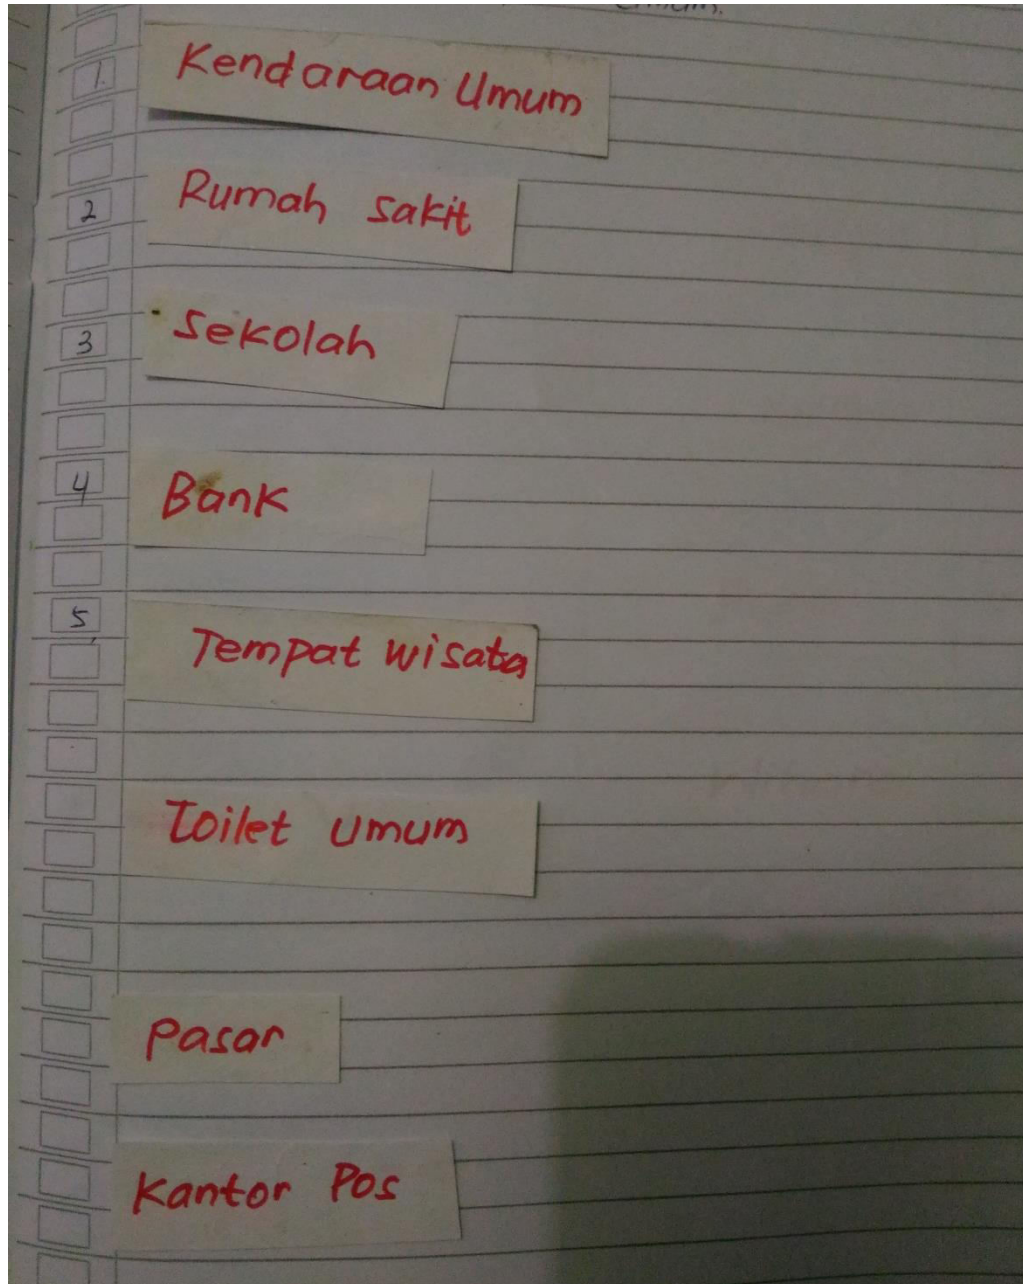 1. Kendaraan Umum
2 Rumah sakit
3 Sekolah
4 Bank
5 Tempat wisata
Toilet umum
Pasar
Kantor Pos